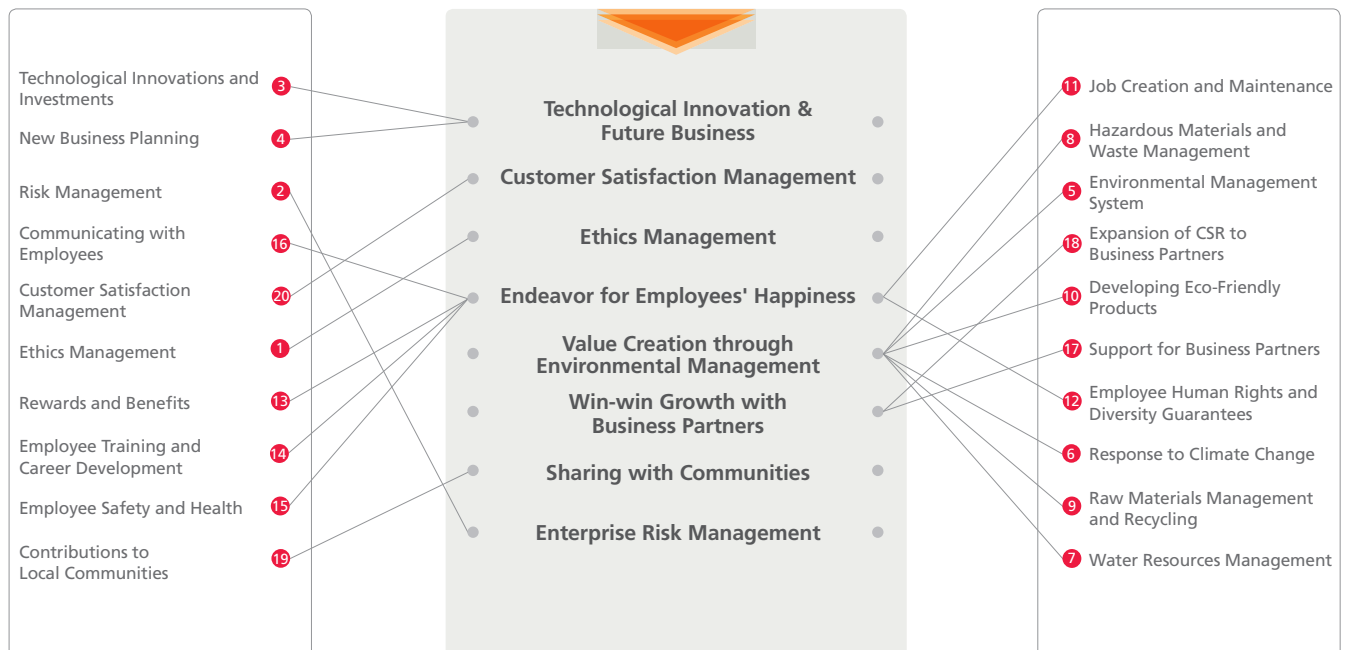 Technological Innovations and
Investments
3
New Business Planning
4
Risk Management
2
Communicating with
Employees
16
Customer Satisfaction
Management
20
Ethics Management
1
Rewards and Benefits
13
Employee Training and
Career Development
14
Employee Safety and Health
15
Contributions to
Local Communities
19
Technological Innovation &
Future Business
Customer Satisfaction Management
Ethics Management
Endeavor for Employees' Happiness
Value Creation through
Environmental Management
Win-win Growth with
Business Partners
Sharing with Communities
Enterprise Risk Management
11 Job Creation and Maintenance
8 Hazardous Materials and
Waste Management
5 Environmental Management
System
18 Expansion of CSR to
Business Partners
10 Developing Eco-Friendly
Products
17 Support for Business Partners
12 Employee Human Rights and
Diversity Guarantees
6 Response to Climate Change
9 Raw Materials Management
and Recycling
7 Water Resources Management